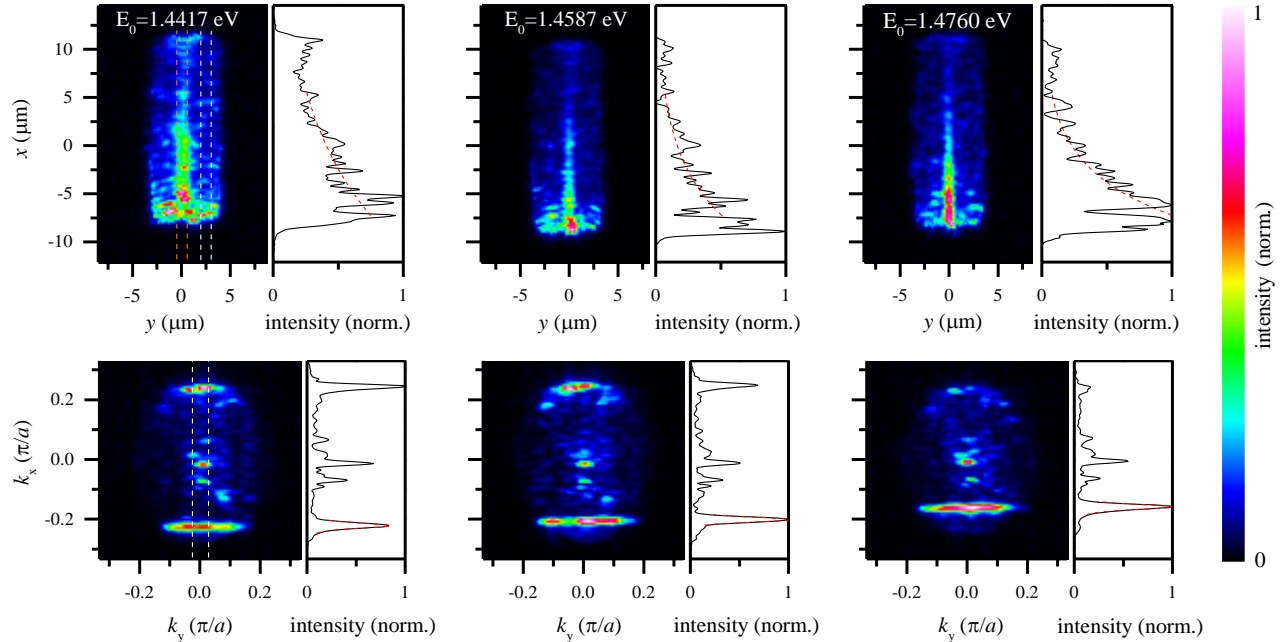 E₀=1.4417 eV
E₀=1.4587 eV
E₀=1.4760 eV
1
10
5
0
-5
-10
x (μm)
-5 0 5
0 1
-5 0 5
0 1
-5 0 5
0 1
y (μm)
intensity (norm.)
y (μm)
intensity (norm.)
y (μm)
intensity (norm.)
intensity (norm.)
0.2
0.0
-0.2
kₓ (π/a)
0
-0.2 0.0 0.2
0 1
-0.2 0.0 0.2
0 1
-0.2 0.0 0.2
0 1
k_y (π/a)
intensity (norm.)
k_y (π/a)
intensity (norm.)
k_y (π/a)
intensity (norm.)